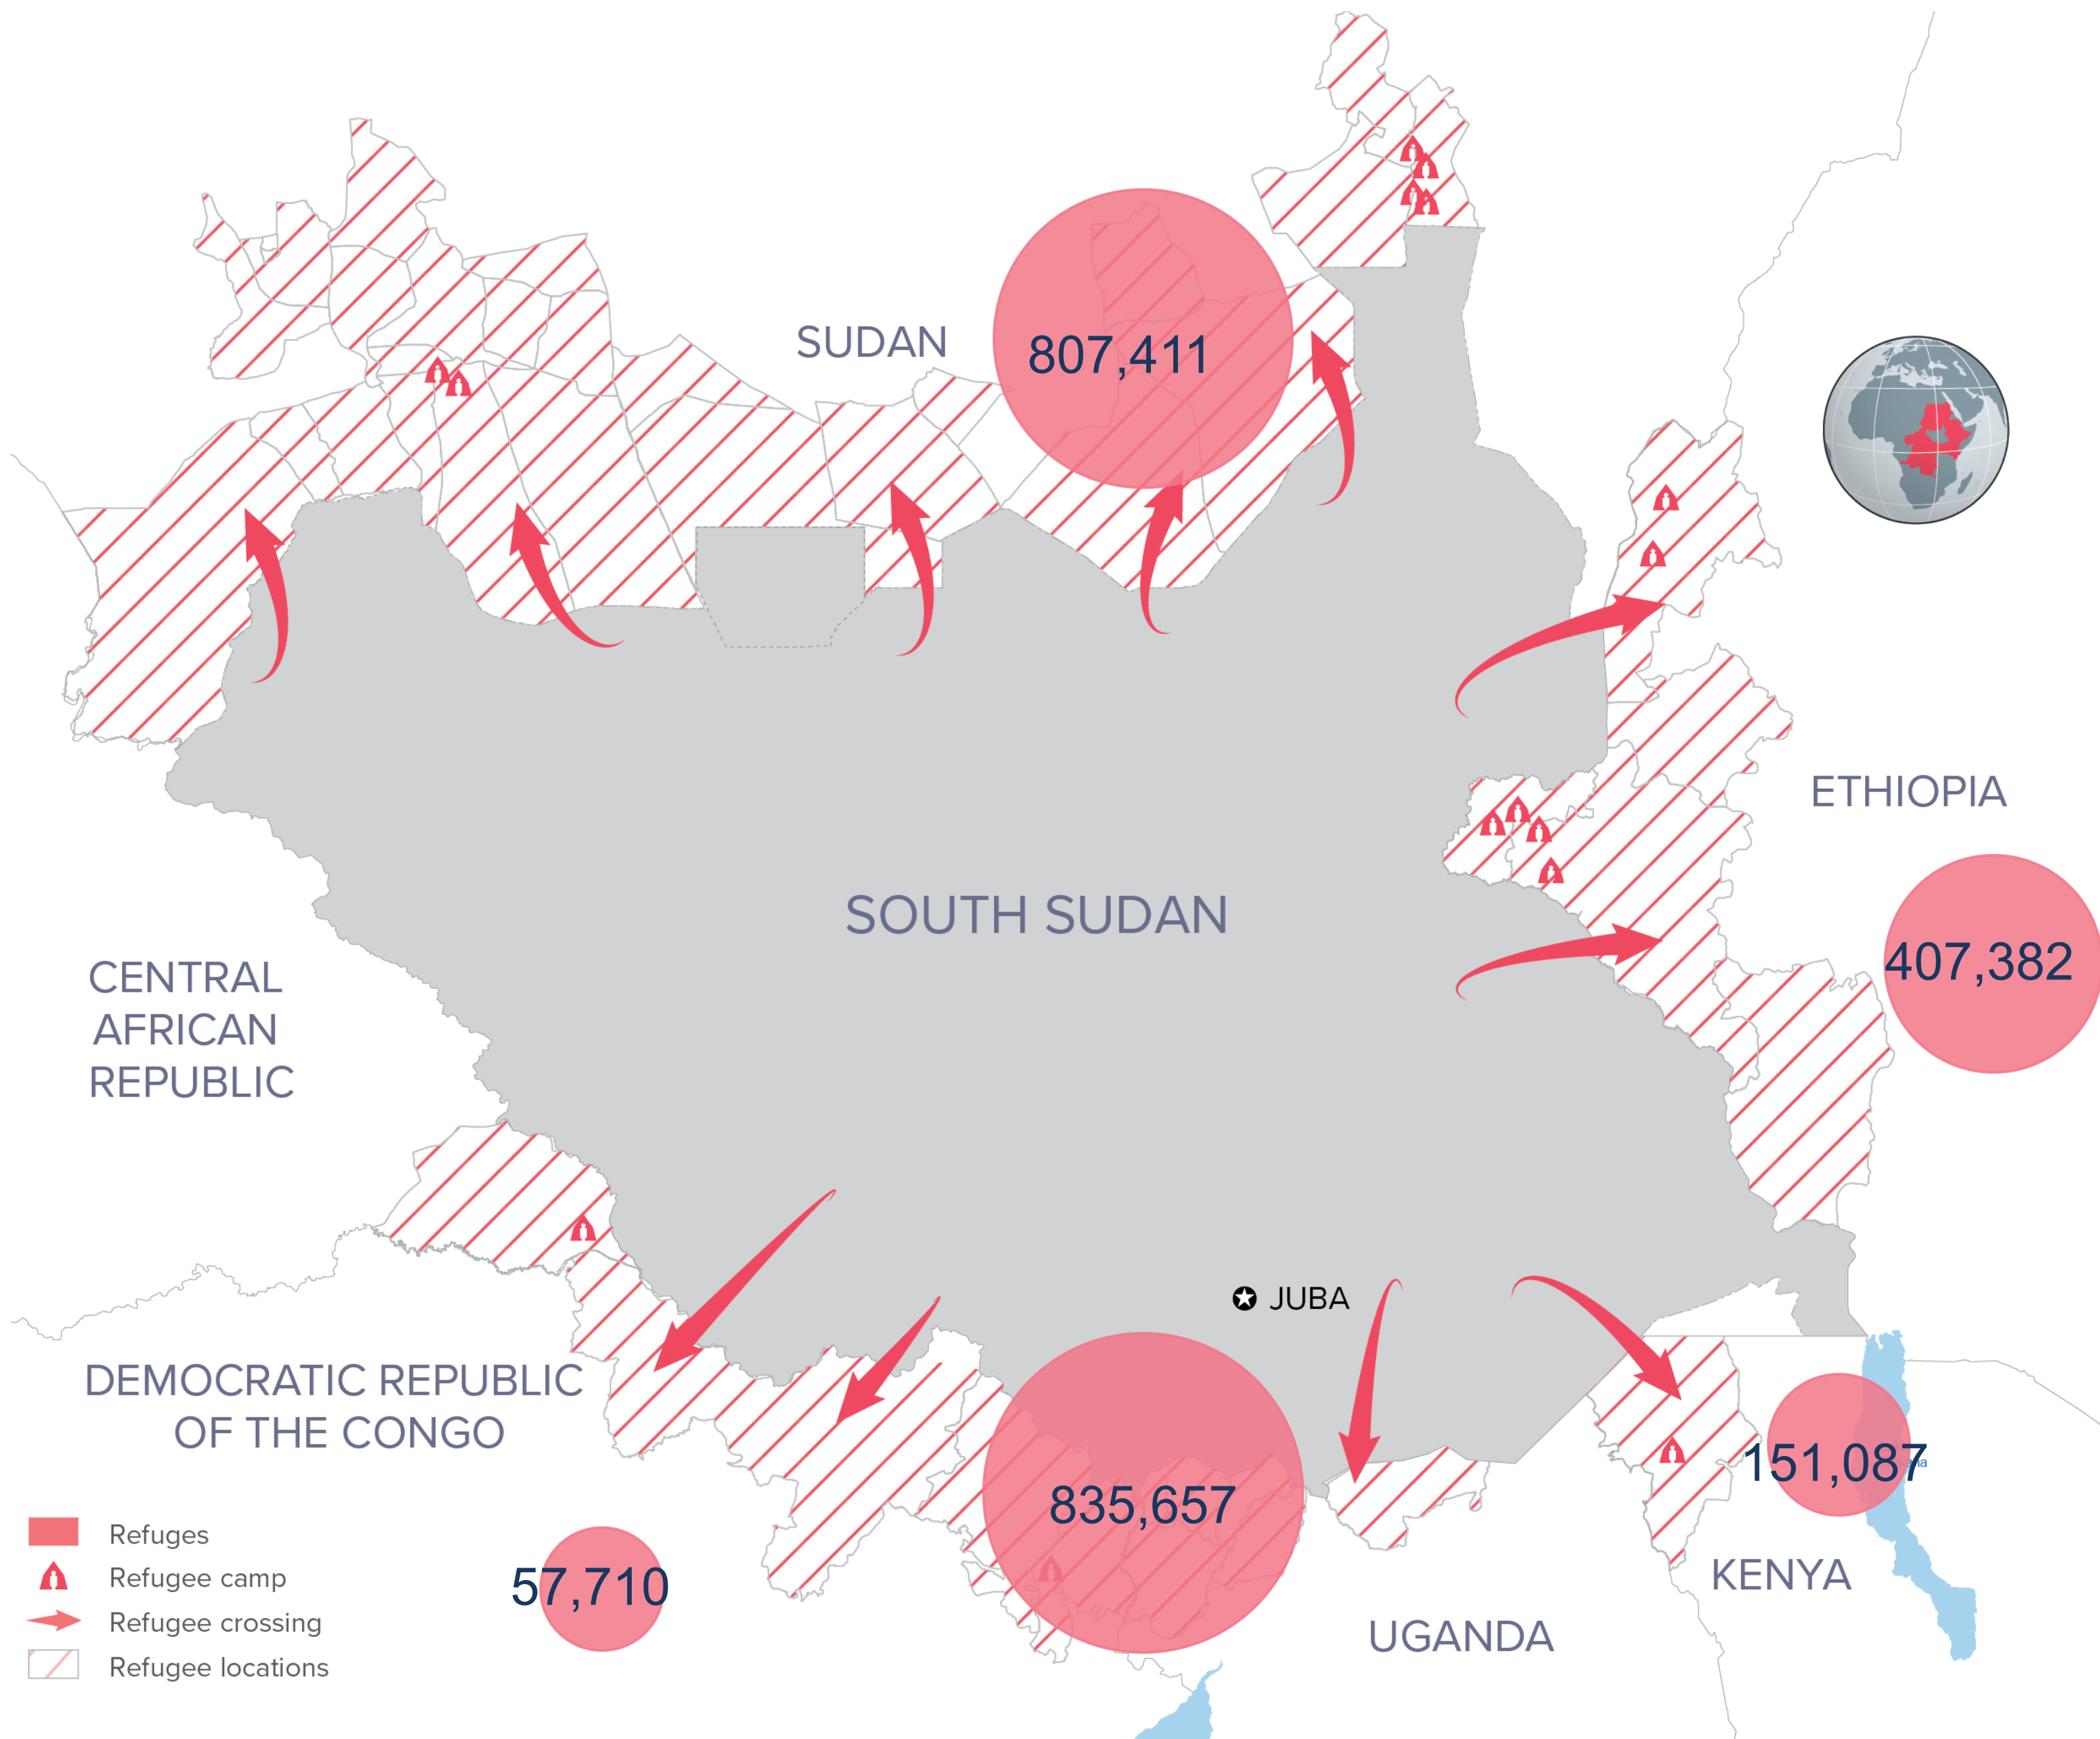 SUDAN
807,411
ETHIOPIA
SOUTH SUDAN
407,382
CENTRAL
AFRICAN
REPUBLIC
JUBA
DEMOCRATIC REPUBLIC
OF THE CONGO
835,657
151,087
57,710
KENYA
UGANDA
Refuges
Refugee camp
Refugee crossing
Refugee locations